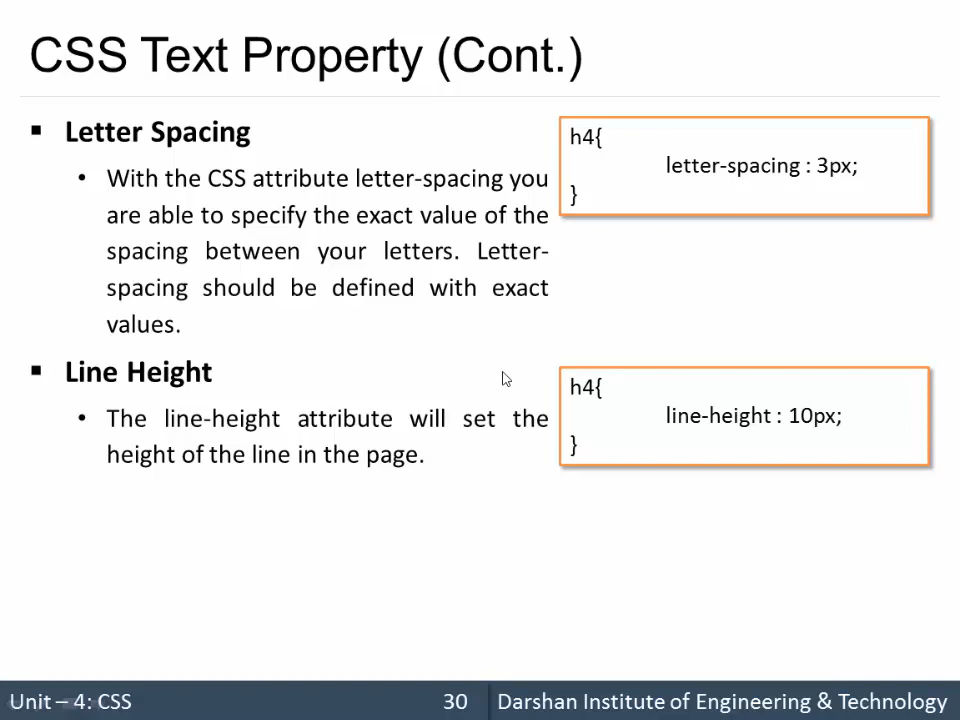 CSS Text Property (Cont.)
▪ Letter Spacing
• With the CSS attribute letter-spacing you
are able to specify the exact value of the
spacing between your letters. Letter-
spacing should be defined with exact
values.
h4{
letter-spacing : 3px;
}
▪ Line Height
• The line-height attribute will set the
height of the line in the page.
h4{
line-height : 10px;
}
Unit – 4: CSS 30 Darshan Institute of Engineering & Technology